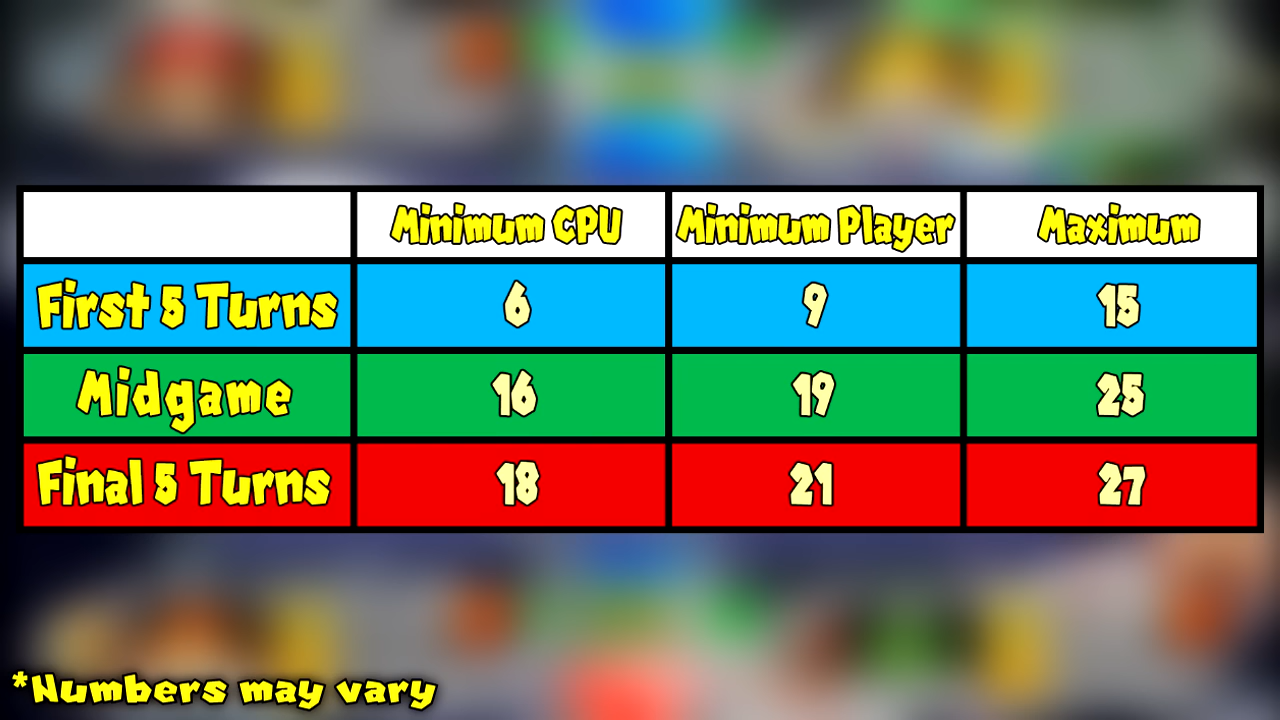 Minimum CPU Minimum Player Maximum
First 5 Turns 6 9 15
Midgame 16 19 25
Final 5 Turns 18 21 27
*Numbers may vary